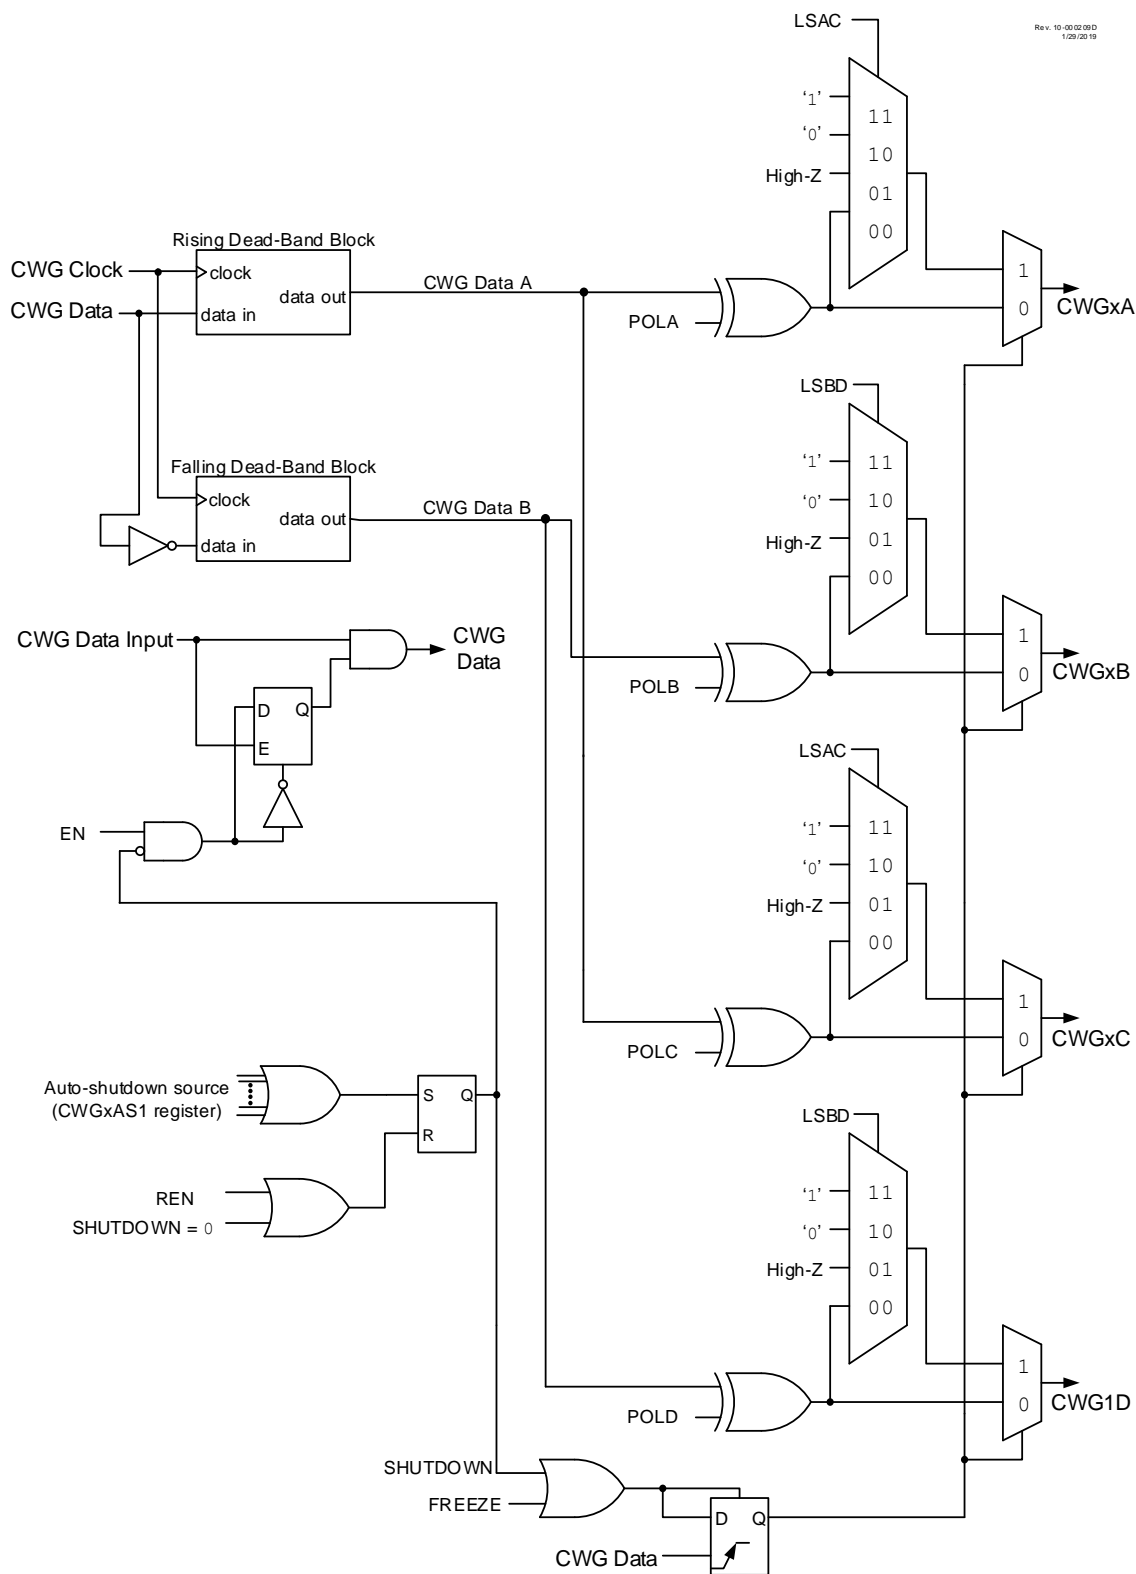 LSAC
Rev. 10-000209D
1/29/2019
‘1’
11
‘0’
10
High-Z
01
00
Rising Dead-Band Block
CWG Clock
clock
CWG Data A
1
CWG Data
data out
data in
POLA
0
CWGxA
LSBD
‘1’
11
Falling Dead-Band Block
clock
‘0’
10
CWG Data B
data out
High-Z
01
data in
00
CWG Data Input
CWG
Data
1
0
CWGxB
POLB
D
Q
E
LSAC
EN
‘1’
11
‘0’
10
High-Z
01
00
1
0
CWGxC
POLC
Auto-shutdown source
(CWGxAS1 register)
S
Q
R
LSBD
REN
SHUTDOWN = 0
‘1’
11
‘0’
10
High-Z
01
00
1
0
CWG1D
POLD
SHUTDOWN
FREEZE
D
Q
CWG Data